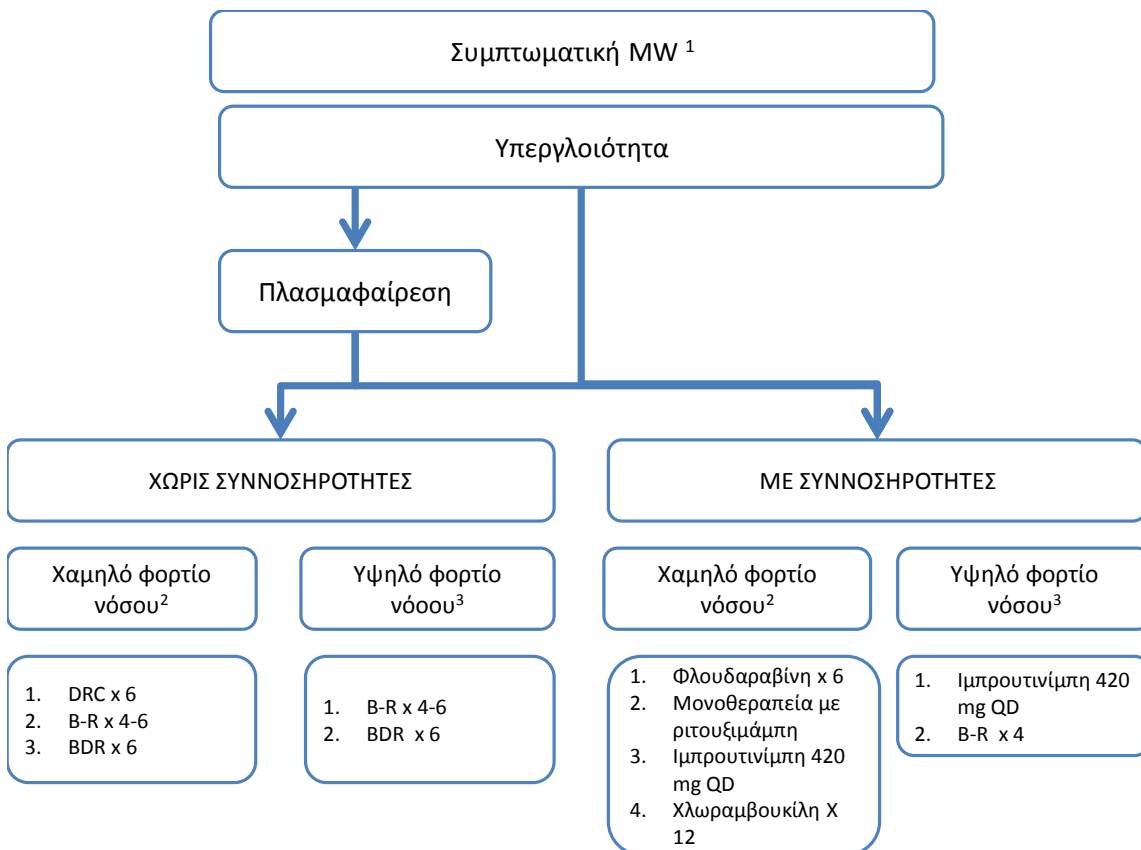 Συμπτωματική MW 1
Υπεργλοιότητα
Πλασμαφαίρεση
ΧΩΡΙΣ ΣΥΝΝΟΣΗΡΟΤΗΤΕΣ
ΜΕ ΣΥΝΝΟΣΗΡΟΤΗΤΕΣ
Χαμηλό φορτίο
νόσου2
Υψηλό φορτίο
νόοου3
Χαμηλό φορτίο
νόσου2
Υψηλό φορτίο
νόσου3
1. DRC x 6
2. B-R x 4-6
3. BDR x 6
1. B-R x 4-6
2. BDR x 6
1. Φλουδαραβίνη x 6
2. Μονοθεραπεία με
ριτουξιμάμπη
3. Ιμπρουτινίμπη 420
mg QD
4. Χλωραμβουκίλη Χ
12
1. Ιμπρουτινίμπη 420
mg QD
2. B-R x 4